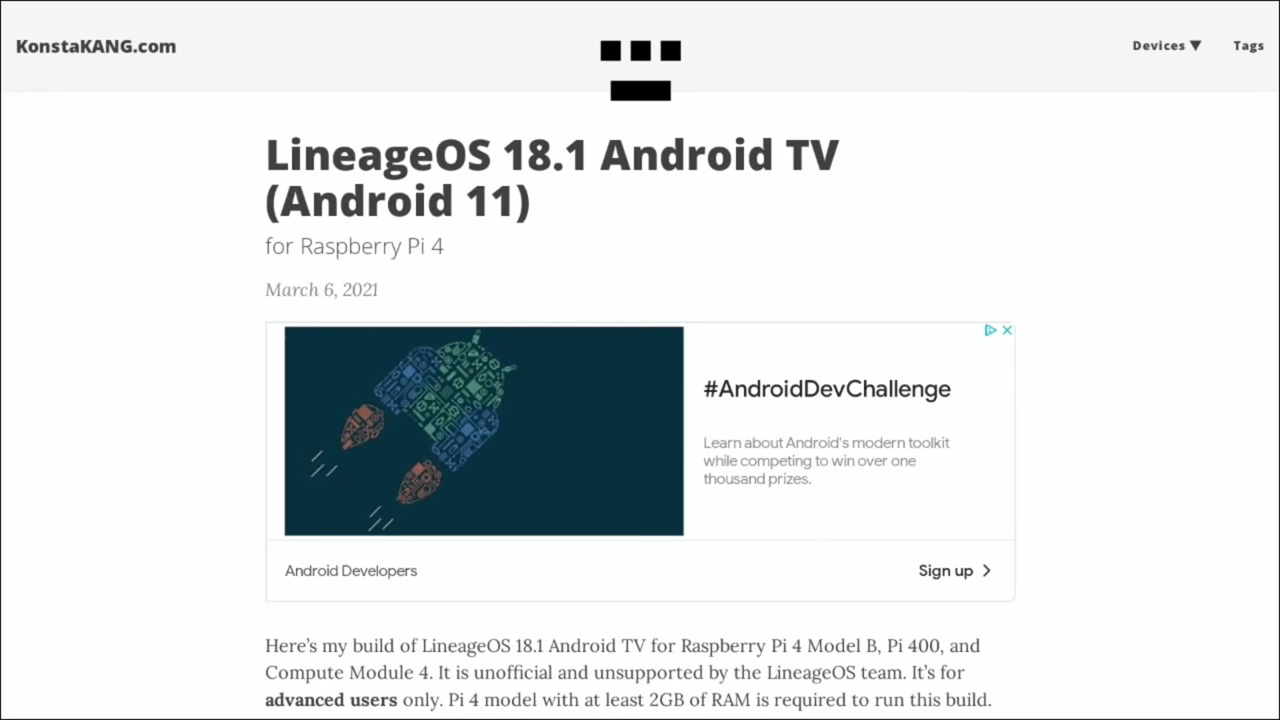 KonstaKANG.com
Devices ▼ Tags
LineageOS 18.1 Android TV
(Android 11)
for Raspberry Pi 4
March 6, 2021
#AndroidDevChallenge
Learn about Android's modern toolkit
while competing to win over one
thousand prizes.
Android Developers
Sign up
Here’s my build of LineageOS 18.1 Android TV for Raspberry Pi 4 Model B, Pi 400, and
Compute Module 4. It is unofficial and unsupported by the LineageOS team. It’s for
advanced users only. Pi 4 model with at least 2GB of RAM is required to run this build.